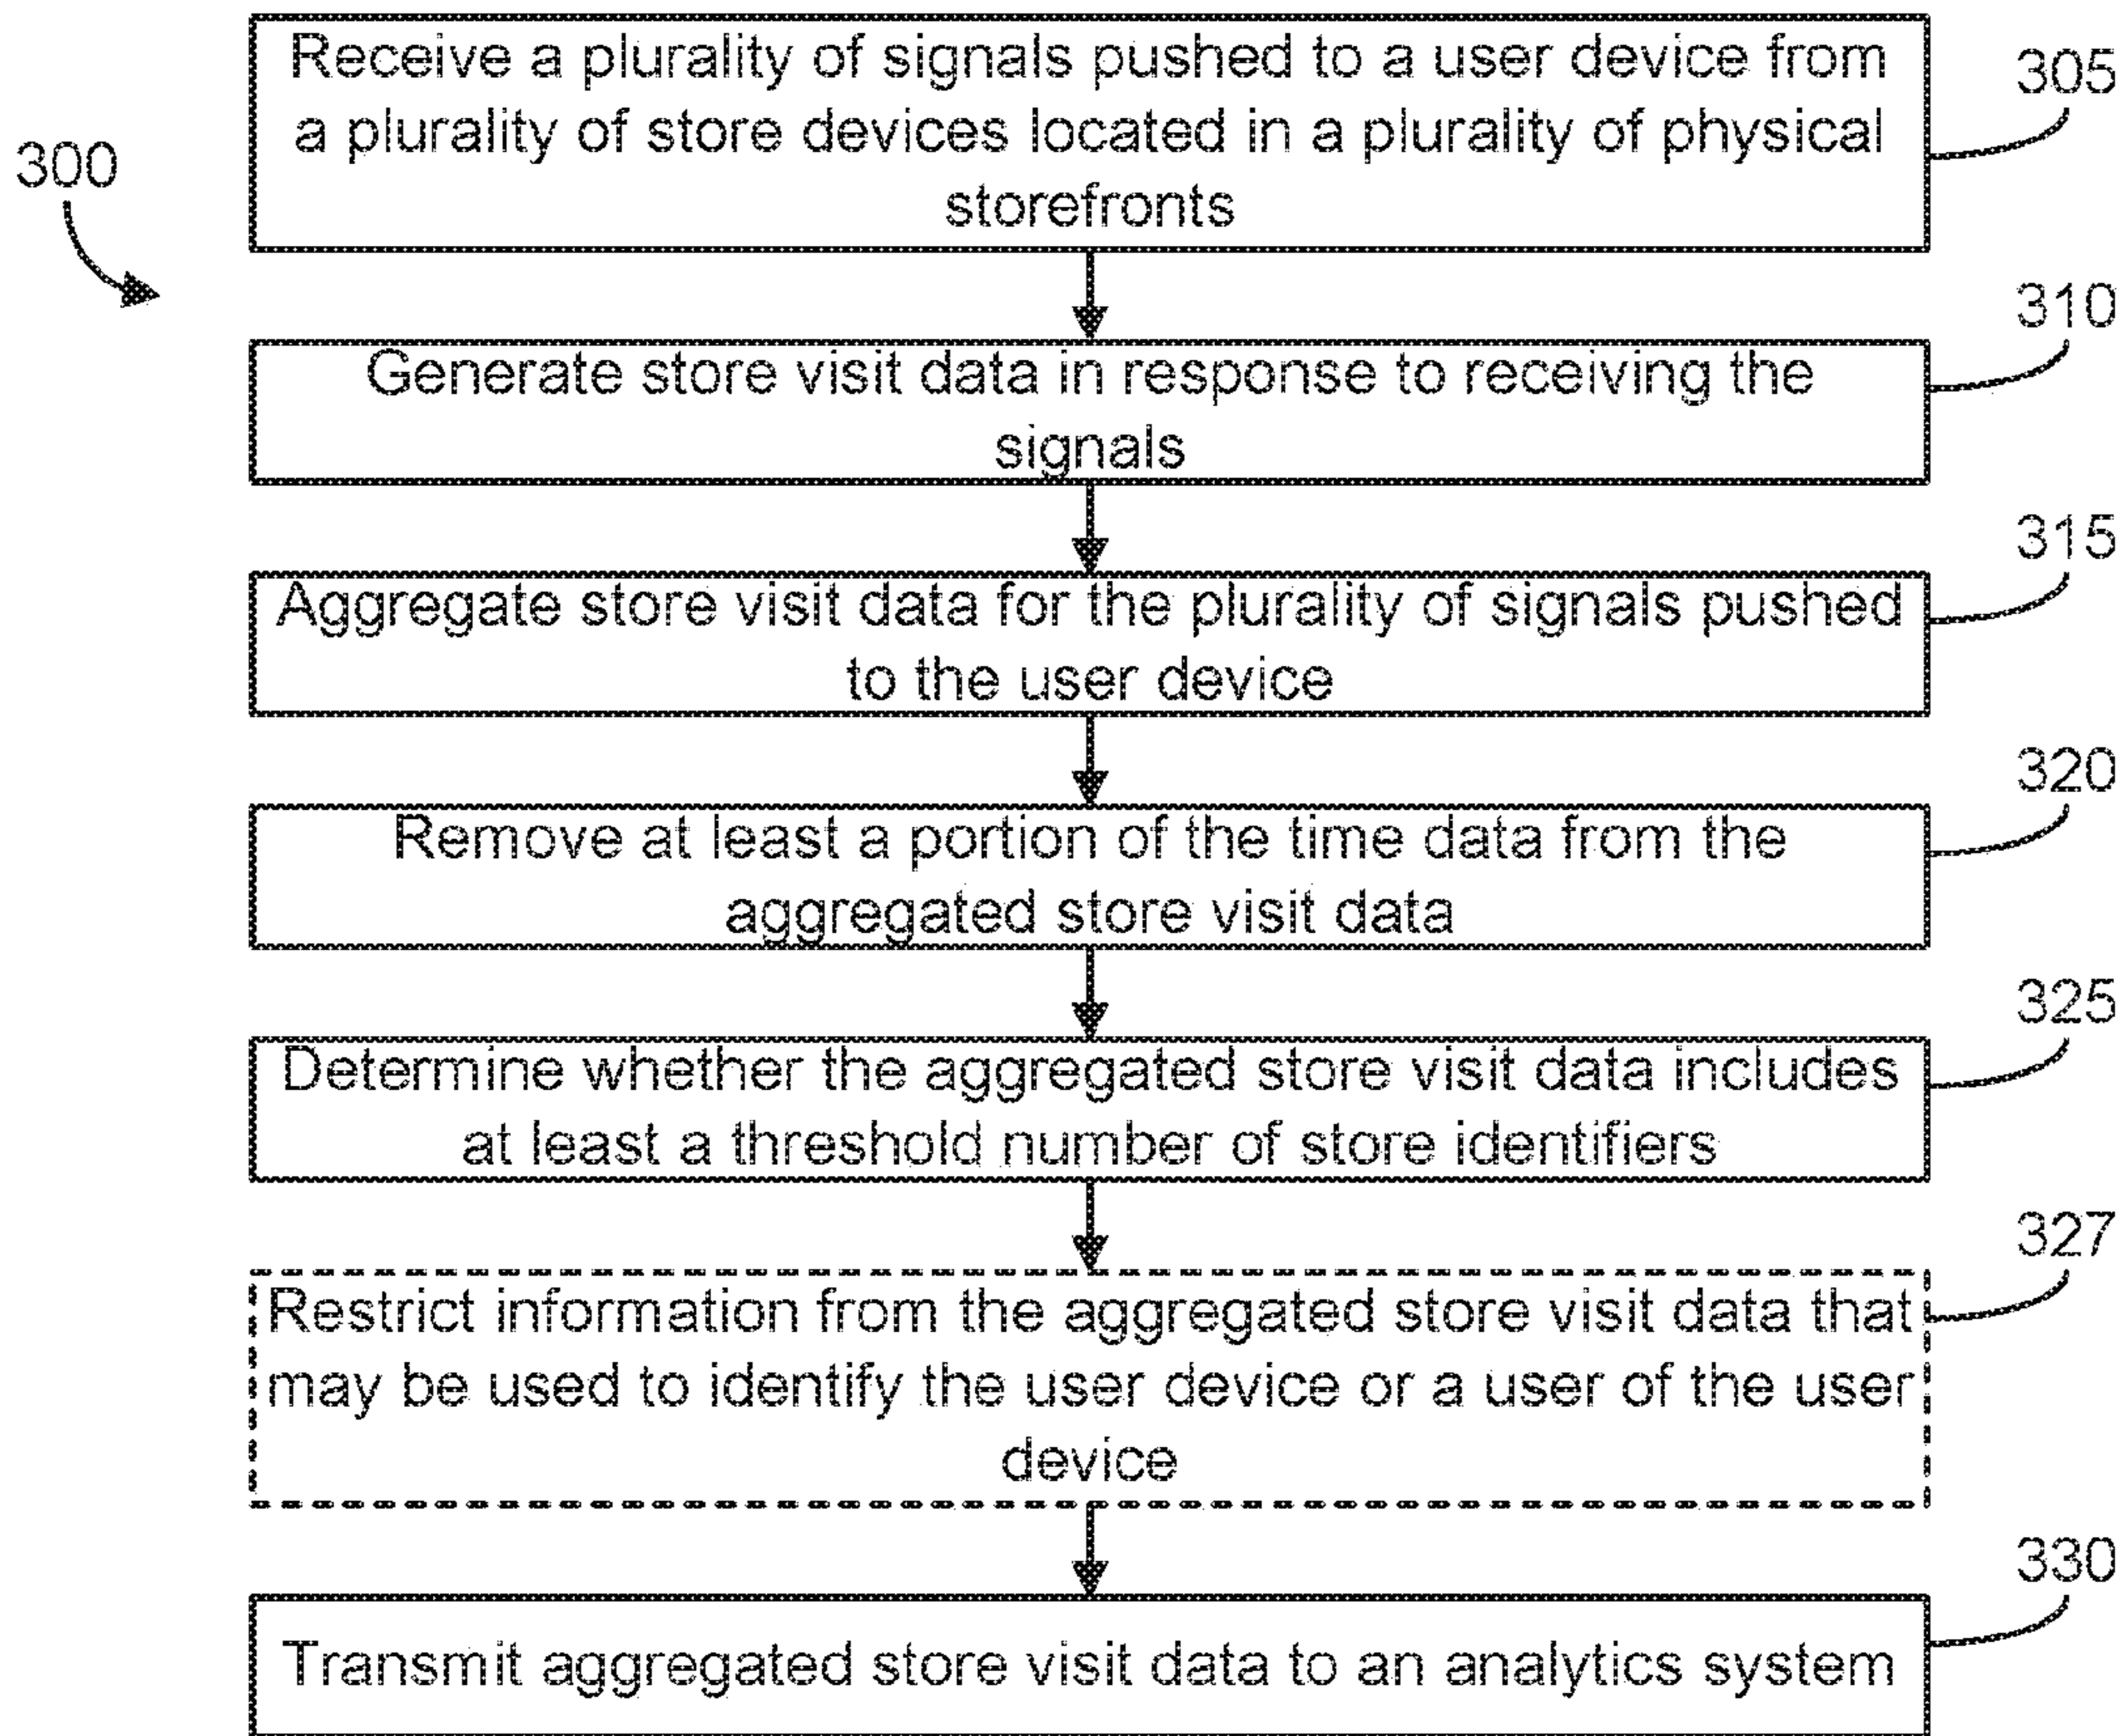 300
Receive a plurality of signals pushed to a user device from
a plurality of store devices located in a plurality of physical
storefronts
305
Generate store visit data in response to receiving the
signals
310
Aggregate store visit data for the plurality of signals pushed
to the user device
315
Remove at least a portion of the time data from the
aggregated store visit data
320
Determine whether the aggregated store visit data includes
at least a threshold number of store identifiers
325
Restrict information from the aggregated store visit data that
may be used to identify the user device or a user of the user
device
327
Transmit aggregated store visit data to an analytics system
330